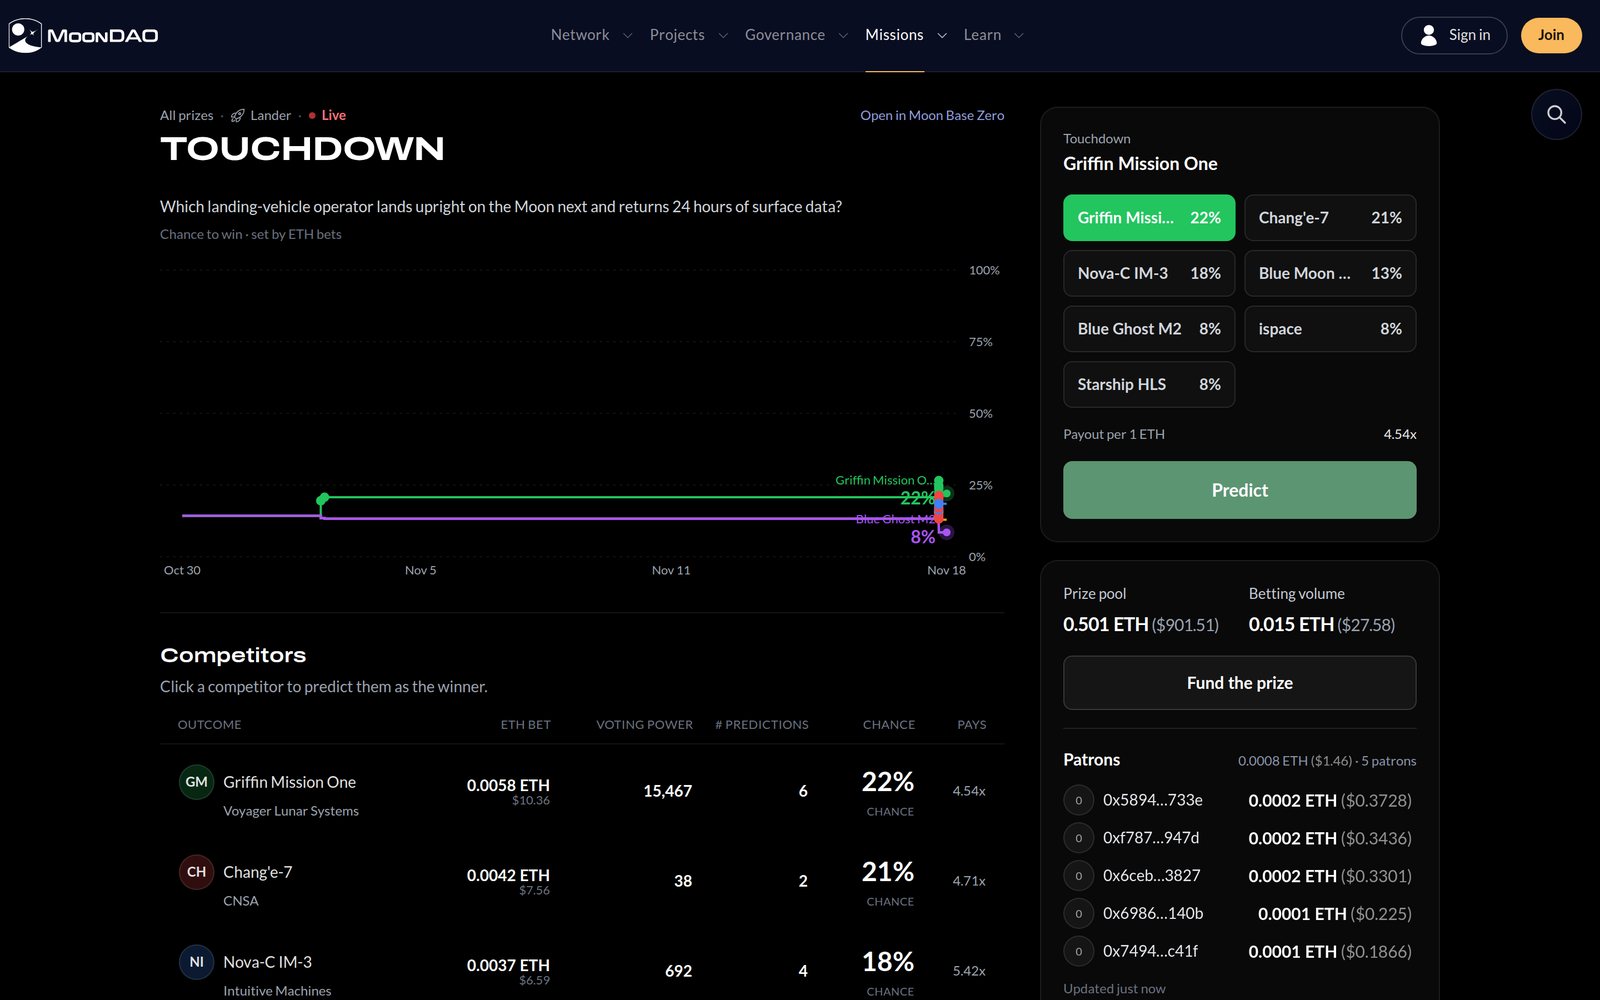 MoonDAO
Network
Projects
Governance
Missions
Learn
Sign in
Join
All prizes · Lander · Live
Open in Moon Base Zero
TOUCHDOWN
Which landing-vehicle operator lands upright on the Moon next and returns 24 hours of surface data?
Chance to win · set by ETH bets
100%
75%
50%
25%
0%
Griffin Mission O...
22%
Blue Ghost M2
8%
Oct 30
Nov 5
Nov 11
Nov 18
Competitors
Click a competitor to predict them as the winner.
OUTCOME ETH BET VOTING POWER # PREDICTIONS CHANCE PAYS
GM Griffin Mission One 0.0058 ETH 15,467 6 22% 4.54x
Voyager Lunar Systems $10.36 CHANCE
CH Chang'e-7 0.0042 ETH 38 2 21% 4.71x
CNSA $7.56 CHANCE
NI Nova-C IM-3 0.0037 ETH 692 4 18% 5.42x
Intuitive Machines $6.59 CHANCE
Touchdown
Griffin Mission One
Griffin Missi... 22%
Chang'e-7 21%
Nova-C IM-3 18%
Blue Moon ... 13%
Blue Ghost M2 8%
ispace 8%
Starship HLS 8%
Payout per 1 ETH 4.54x
Predict
Prize pool
0.501 ETH ($901.51)
Betting volume
0.015 ETH ($27.58)
Fund the prize
Patrons 0.0008 ETH ($1.46) · 5 patrons
0 0x5894...733e 0.0002 ETH ($0.3728)
0 0xf787...947d 0.0002 ETH ($0.3436)
0 0x6ceb...3827 0.0002 ETH ($0.3301)
0 0x6986...140b 0.0001 ETH ($0.225)
0 0x7494...c41f 0.0001 ETH ($0.1866)
Updated just now